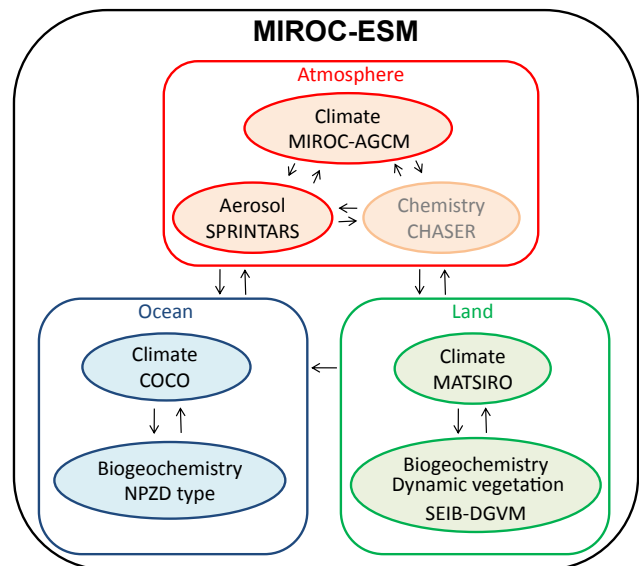 MIROC-ESM
Atmosphere
Climate
MIROC-AGCM
Aerosol
SPRINTARS
Chemistry
CHASER
Ocean
Climate
COCO
Biogeochemistry
NPZD type
Land
Climate
MATSIRO
Biogeochemistry
Dynamic vegetation
SEIB-DGVM